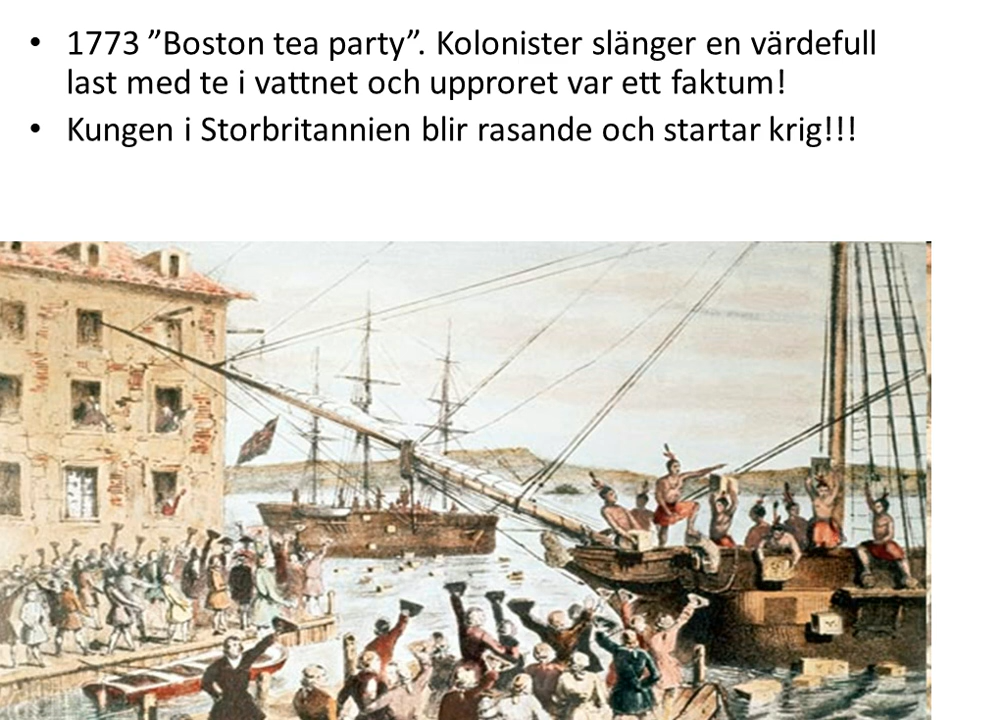 • 1773 ”Boston tea party”. Kolonister slänger en värdefull
last med te i vattnet och upproret var ett faktum!
• Kungen i Storbritannien blir rasande och startar krig!!!